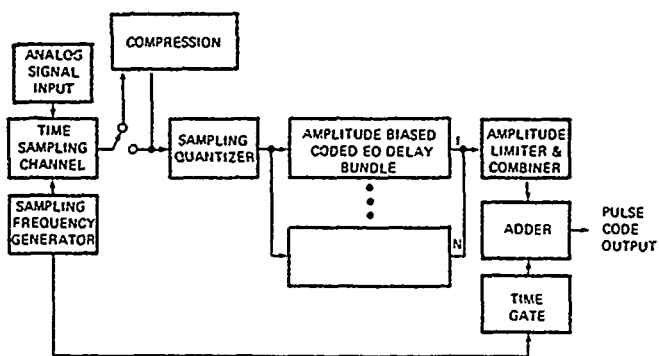 ANALOG
SIGNAL
INPUT
COMPRESSION
TIME
SAMPLING
CHANNEL
SAMPLING
QUANTIZER
AMPLITUDE BIASED
CODED EO DELAY
BUNDLE
1
AMPLITUDE
LIMITER &
COMBINER
SAMPLING
FREQUENCY
GENERATOR
N
ADDER
PULSE
CODE
OUTPUT
TIME
GATE